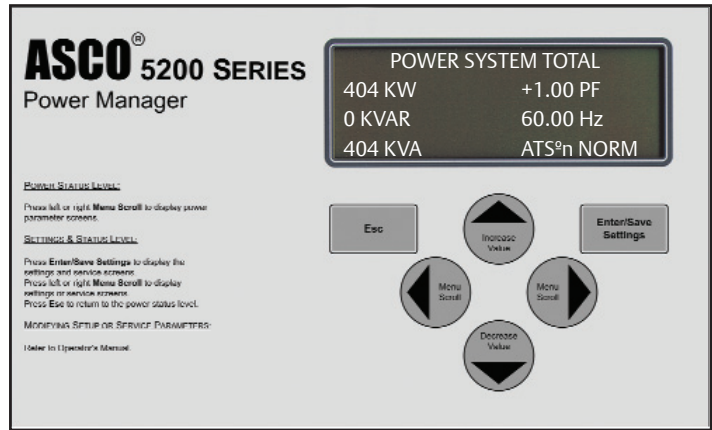 ASCO® 5200 SERIES
Power Manager
POWER STATUS LEVEL:
Press left or right Menu Scroll to display power
parameter screens.
SETTINGS & STATUS LEVEL:
Press Enter/Save Settings to display the
settings and service screens.
Press left or right Menu Scroll to display
settings or service screens.
Press Esc to return to the power status level.
MODIFYING SETUP OR SERVICE PARAMETERS:
Refer to Operator's Manual.
POWER SYSTEM TOTAL
404 KW +1.00 PF
0 KVAR 60.00 Hz
404 KVA ATSºn NORM
Esc
Increase
Value
Enter/Save
Settings
Menu
Scroll
Menu
Scroll
Decrease
Value